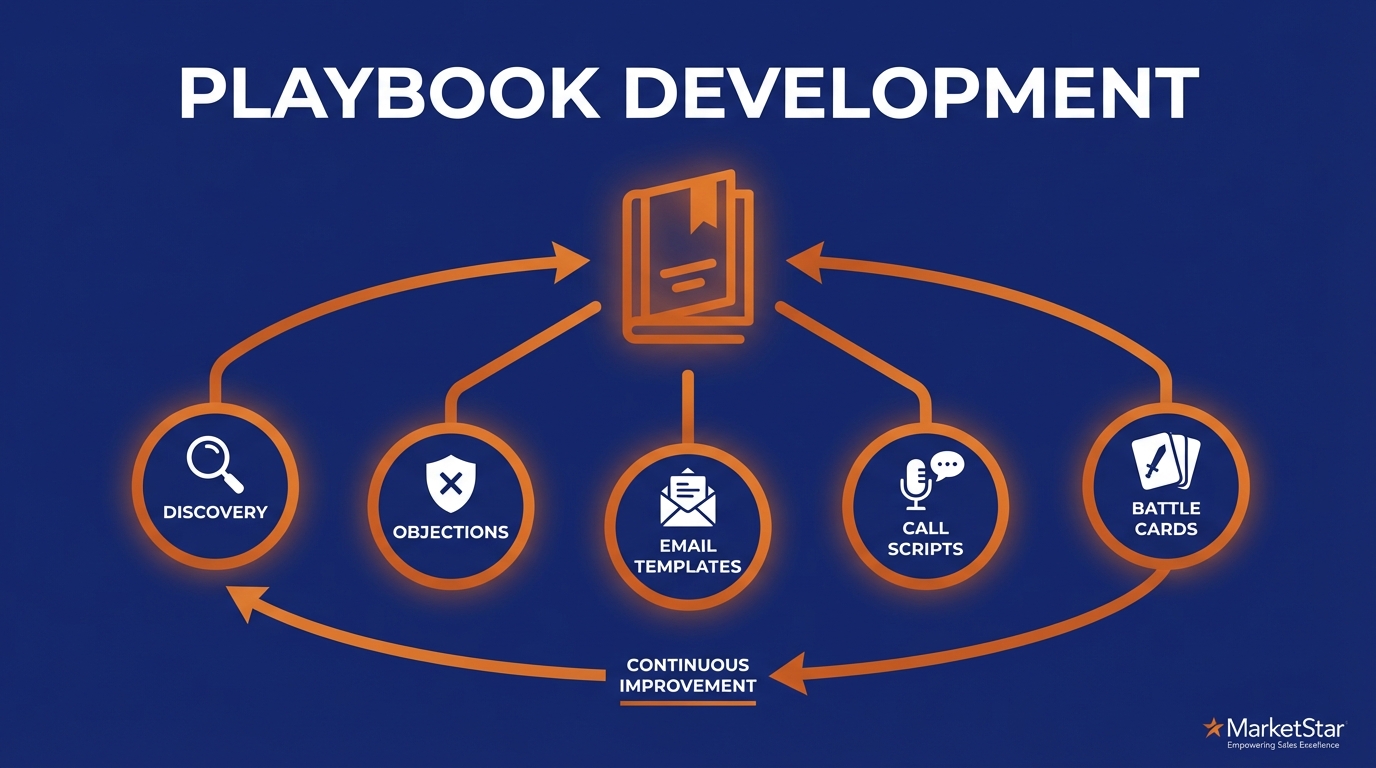 PLAYBOOK DEVELOPMENT
DISCOVERY
OBJECTIONS
EMAIL
TEMPLATES
CALL
SCRIPTS
BATTLE
CARDS
CONTINUOUS
IMPROVEMENT
MarketStar
Empowering Sales Excellence